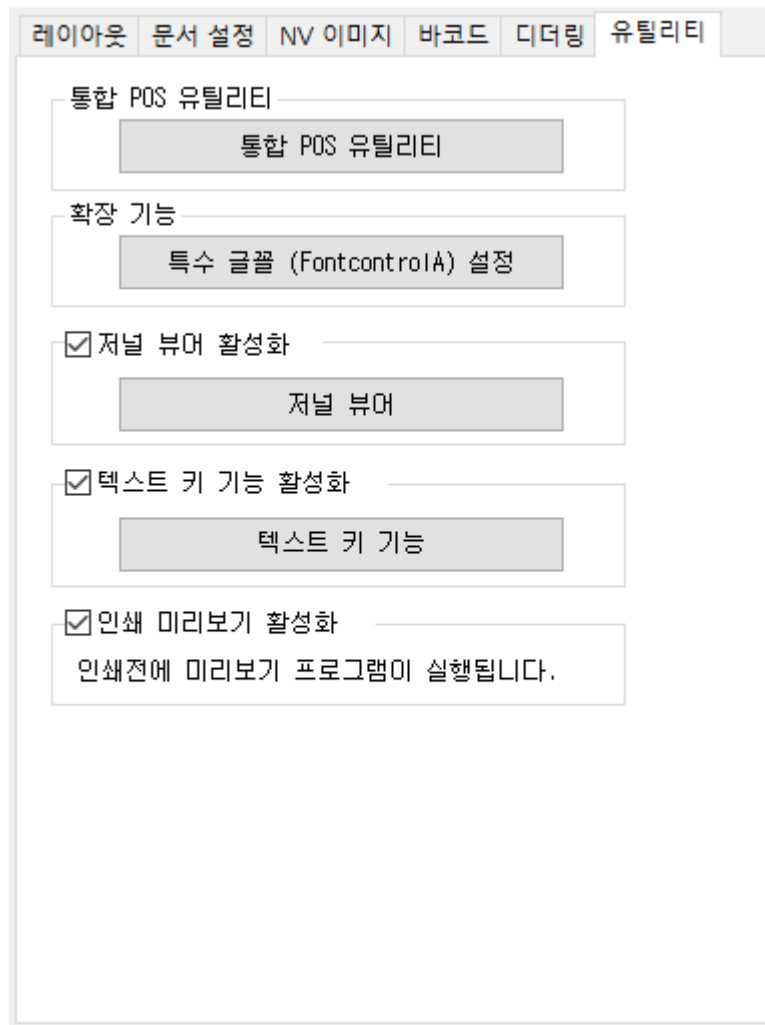 레이아웃 문서 설정 NV 이미지 바코드 디더링 유틸리티
통합 POS 유틸리티
통합 POS 유틸리티
확장 기능
특수 글꼴 (FontcontrolA) 설정
저널 뷰어 활성화
저널 뷰어
텍스트 키 기능 활성화
텍스트 키 기능
인쇄 미리보기 활성화
인쇄전에 미리보기 프로그램이 실행됩니다.